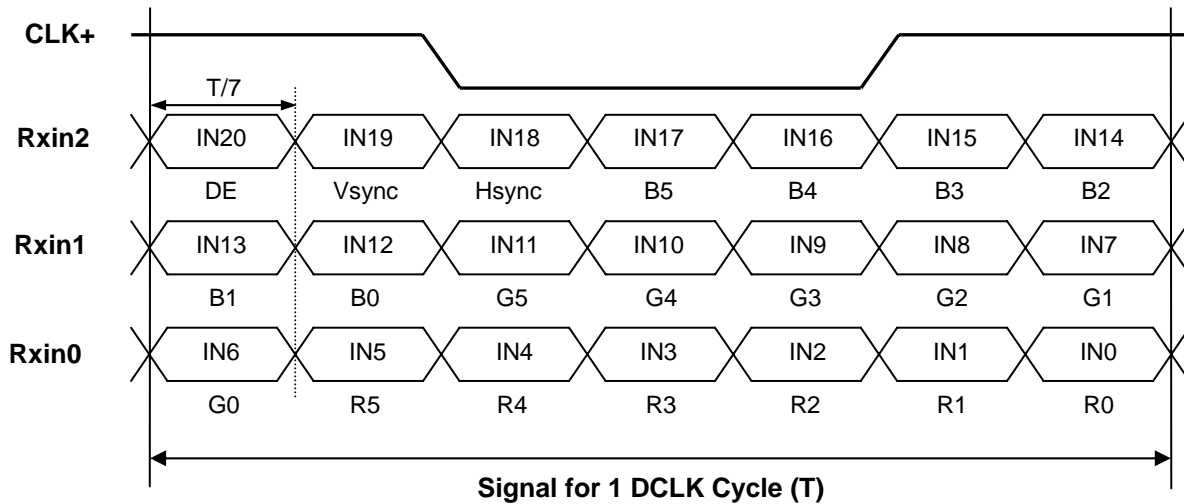 CLK+
T/7
Rxin2 IN20 IN19 IN18 IN17 IN16 IN15 IN14
DE Vsync Hsync B5 B4 B3 B2
Rxin1 IN13 IN12 IN11 IN10 IN9 IN8 IN7
B1 B0 G5 G4 G3 G2 G1
Rxin0 IN6 IN5 IN4 IN3 IN2 IN1 IN0
G0 R5 R4 R3 R2 R1 R0
Signal for 1 DCLK Cycle (T)